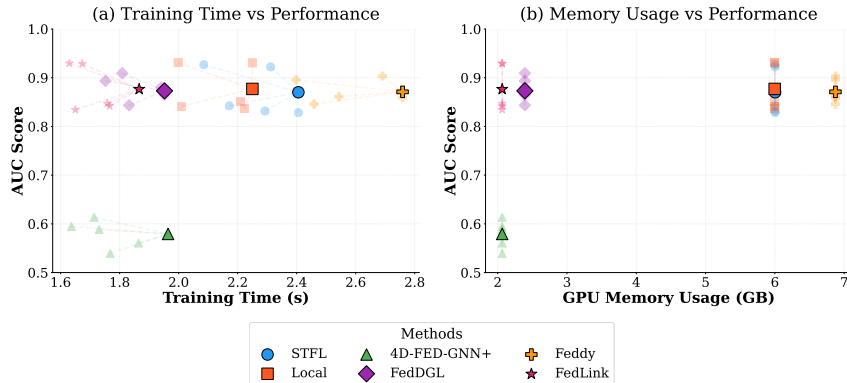 (a) Training Time vs Performance
(b) Memory Usage vs Performance
1.0
0.9
0.8
0.7
0.6
0.5
AUC Score
1.6
1.8
2.0
2.2
2.4
2.6
2.8
Training Time (s)
1.0
0.9
0.8
0.7
0.6
0.5
AUC Score
2
3
4
5
6
7
GPU Memory Usage (GB)
Methods
STFL
4D-FED-GNN+
Feddy
Local
FedDGL
FedLink